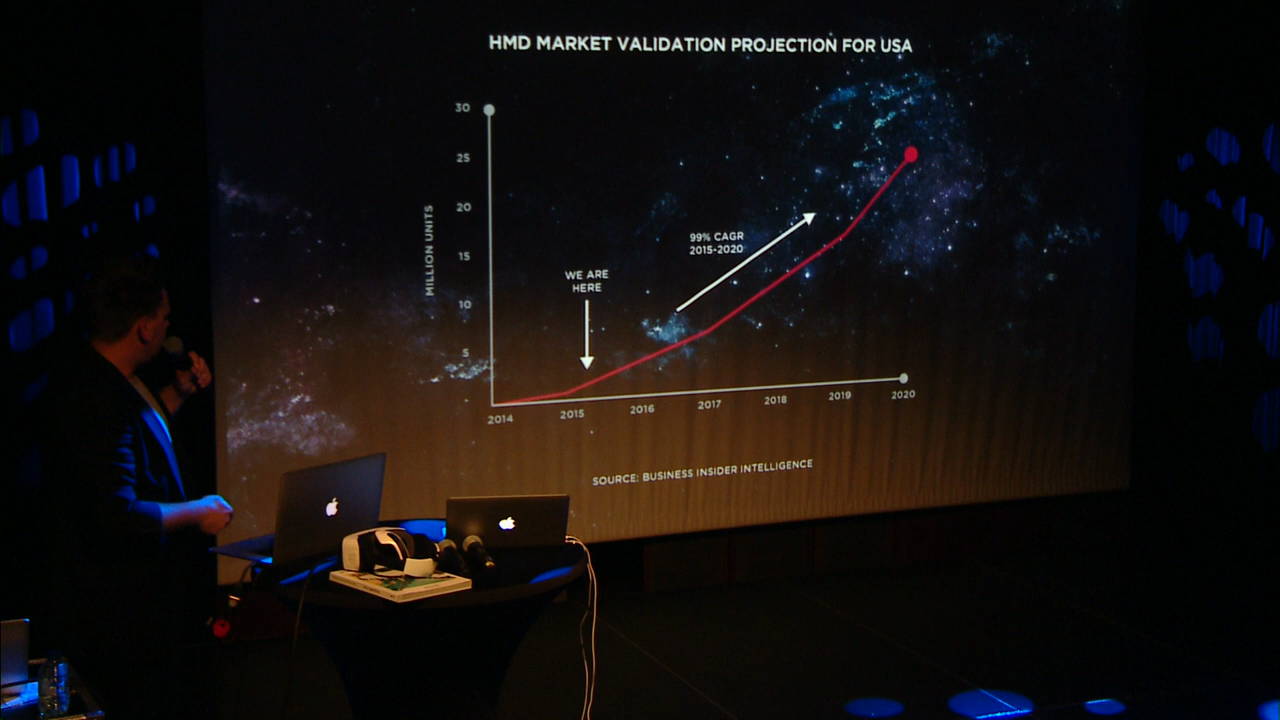 HMD MARKET VALIDATION PROJECTION FOR USA
30
25
20
15
10
5
MILLION UNITS
WE ARE
HERE
99% CAGR
2015-2020
2014
2015
2016
2017
2018
2019
2020
SOURCE: BUSINESS INSIDER INTELLIGENCE